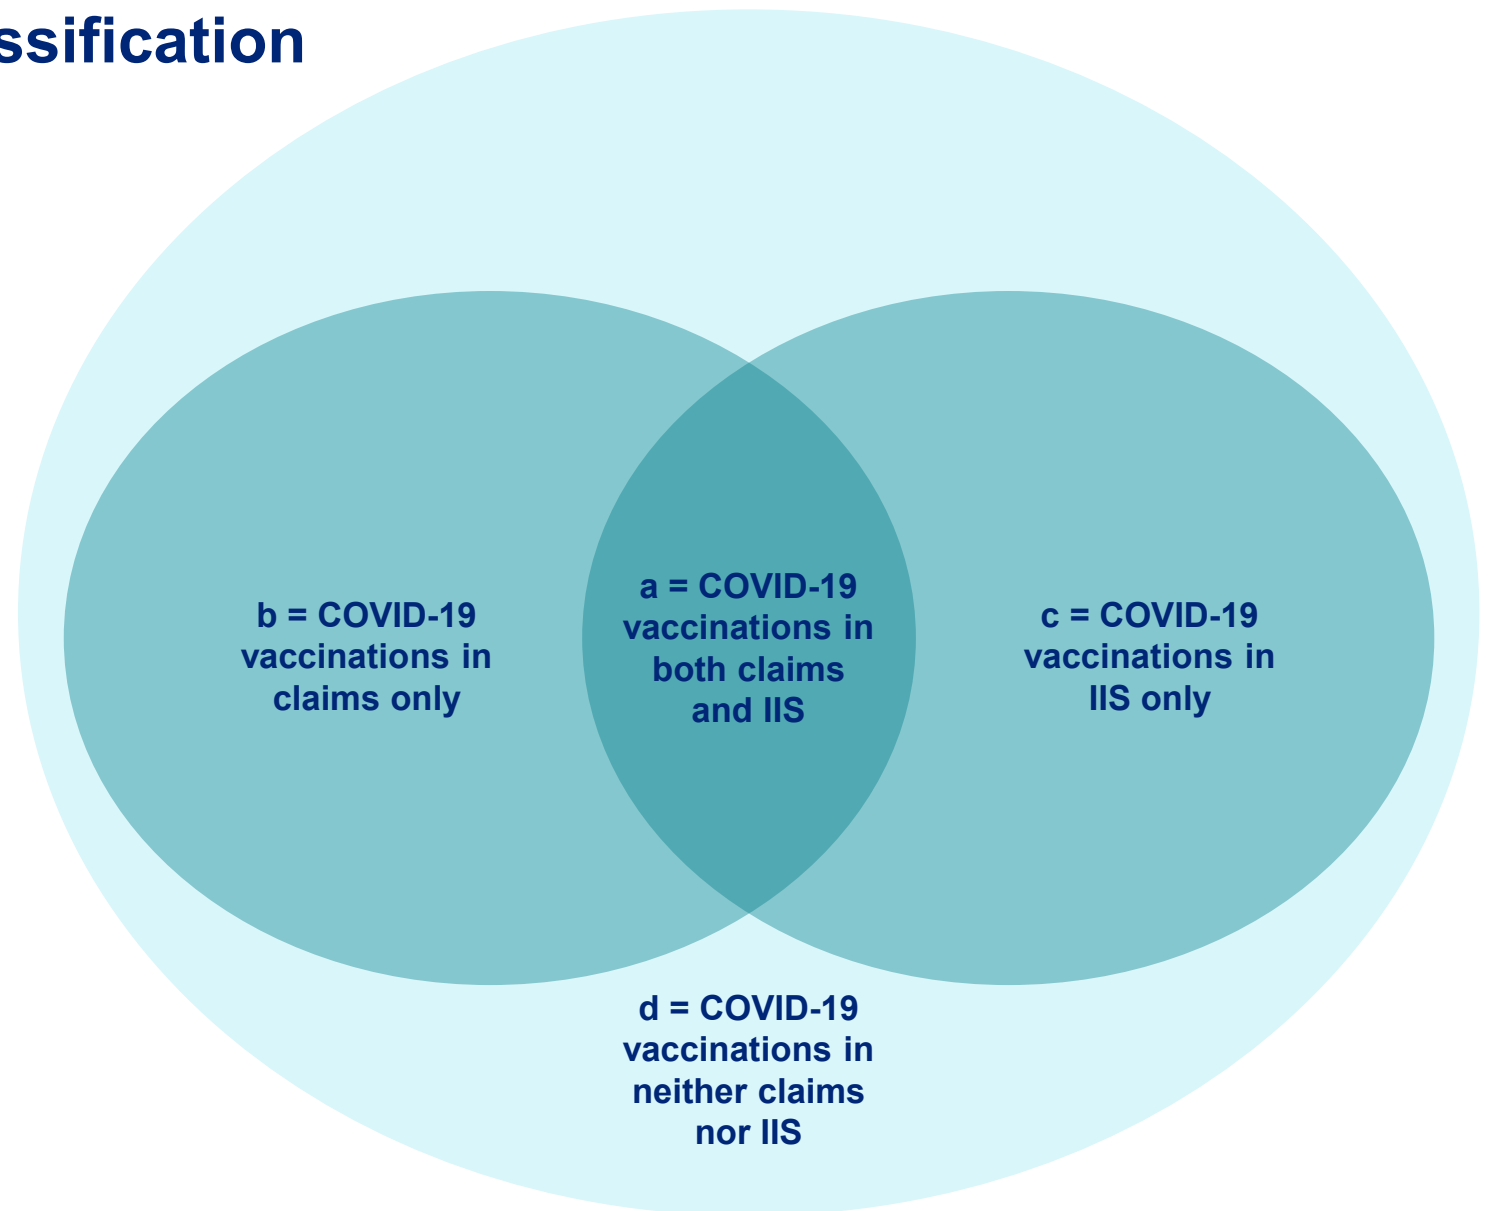 ssification
b = COVID-19
vaccinations in
claims only
a = COVID-19
vaccinations in
both claims
and IIS
c = COVID-19
vaccinations in
IIS only
d = COVID-19
vaccinations in
neither claims
nor IIS